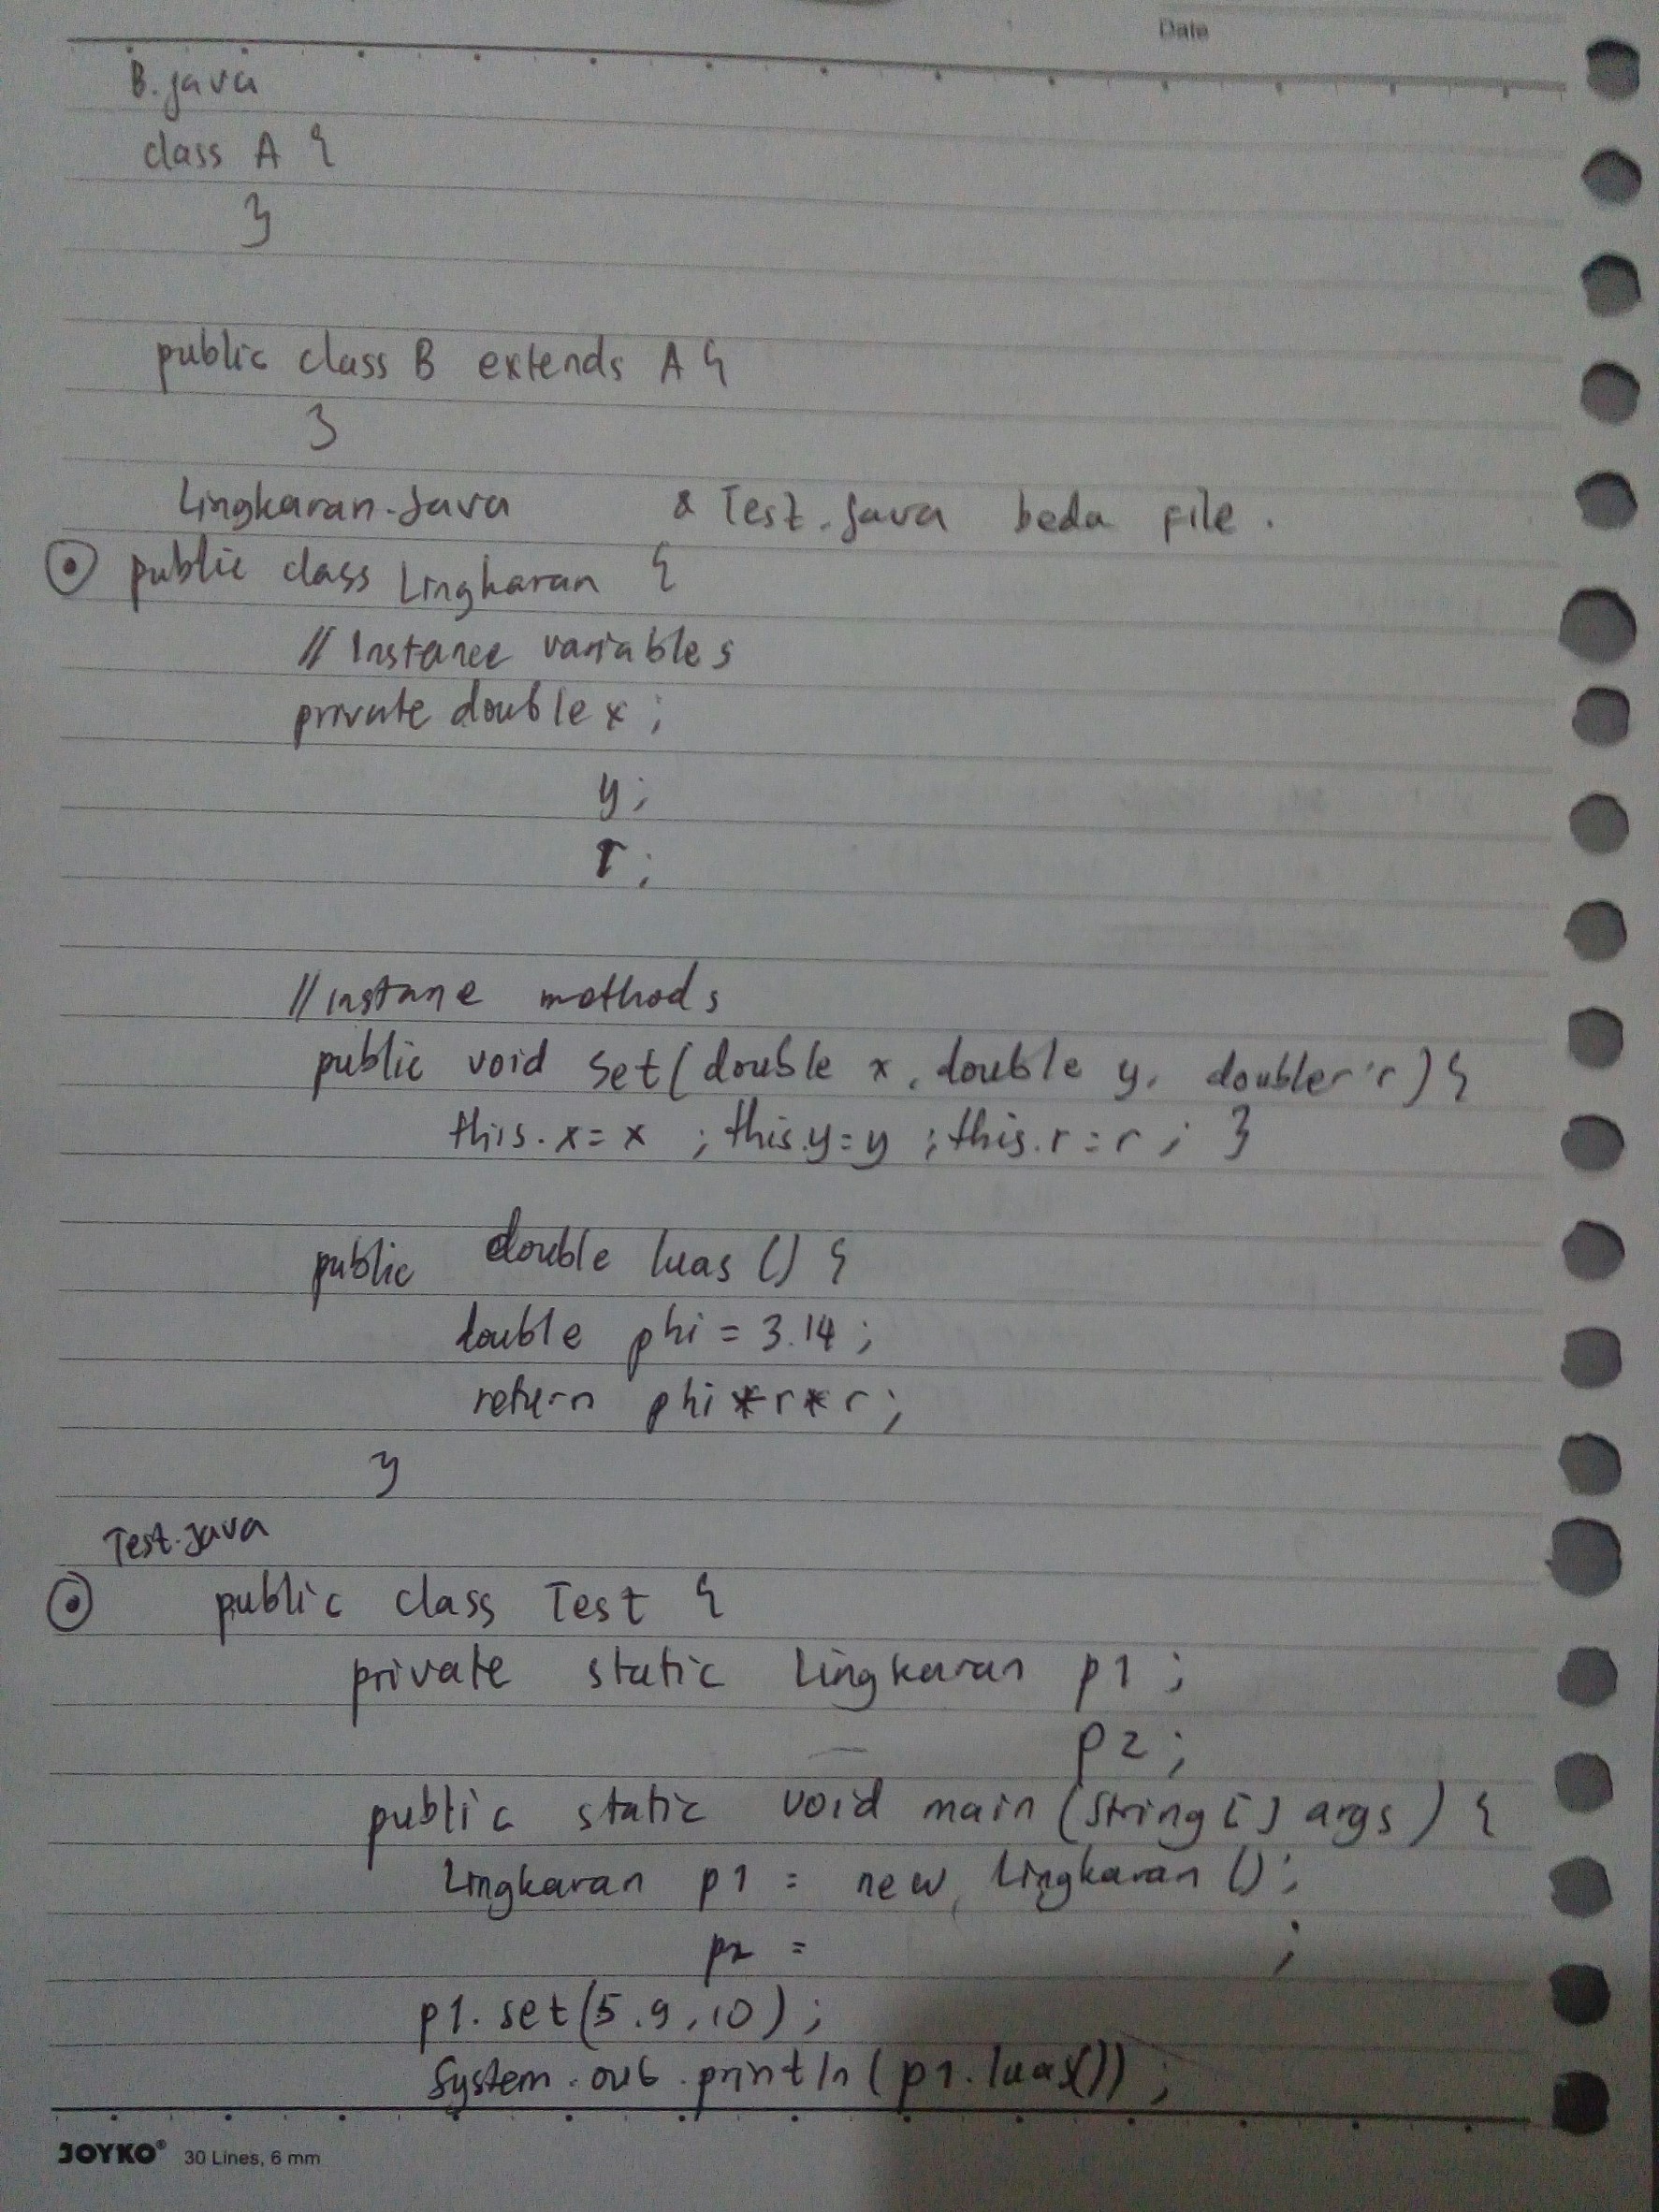 Date
B.java
class A {
}
public class B extends A {
}
Lingkaran.java & Test.java beda file.
public class Lingkaran {
// Instance variables
private double x;
y;
r;
// instane methods
public void set(double x, double y, doubler r) {
this.x=x ; this.y=y ; this.r=r ; }
public double luas () {
double phi = 3.14 ;
return phi*r*r;
}
Test.java
public class Test {
private static Lingkaran p1 ;
p2 ;
public static void main (String [] args) {
Lingkaran p1 = new Lingkaran ();
p2 = ;
p1.set(5,9,10) ;
System.out.println(p1.luas()) ;
JOYKO® 30 Lines, 6 mm